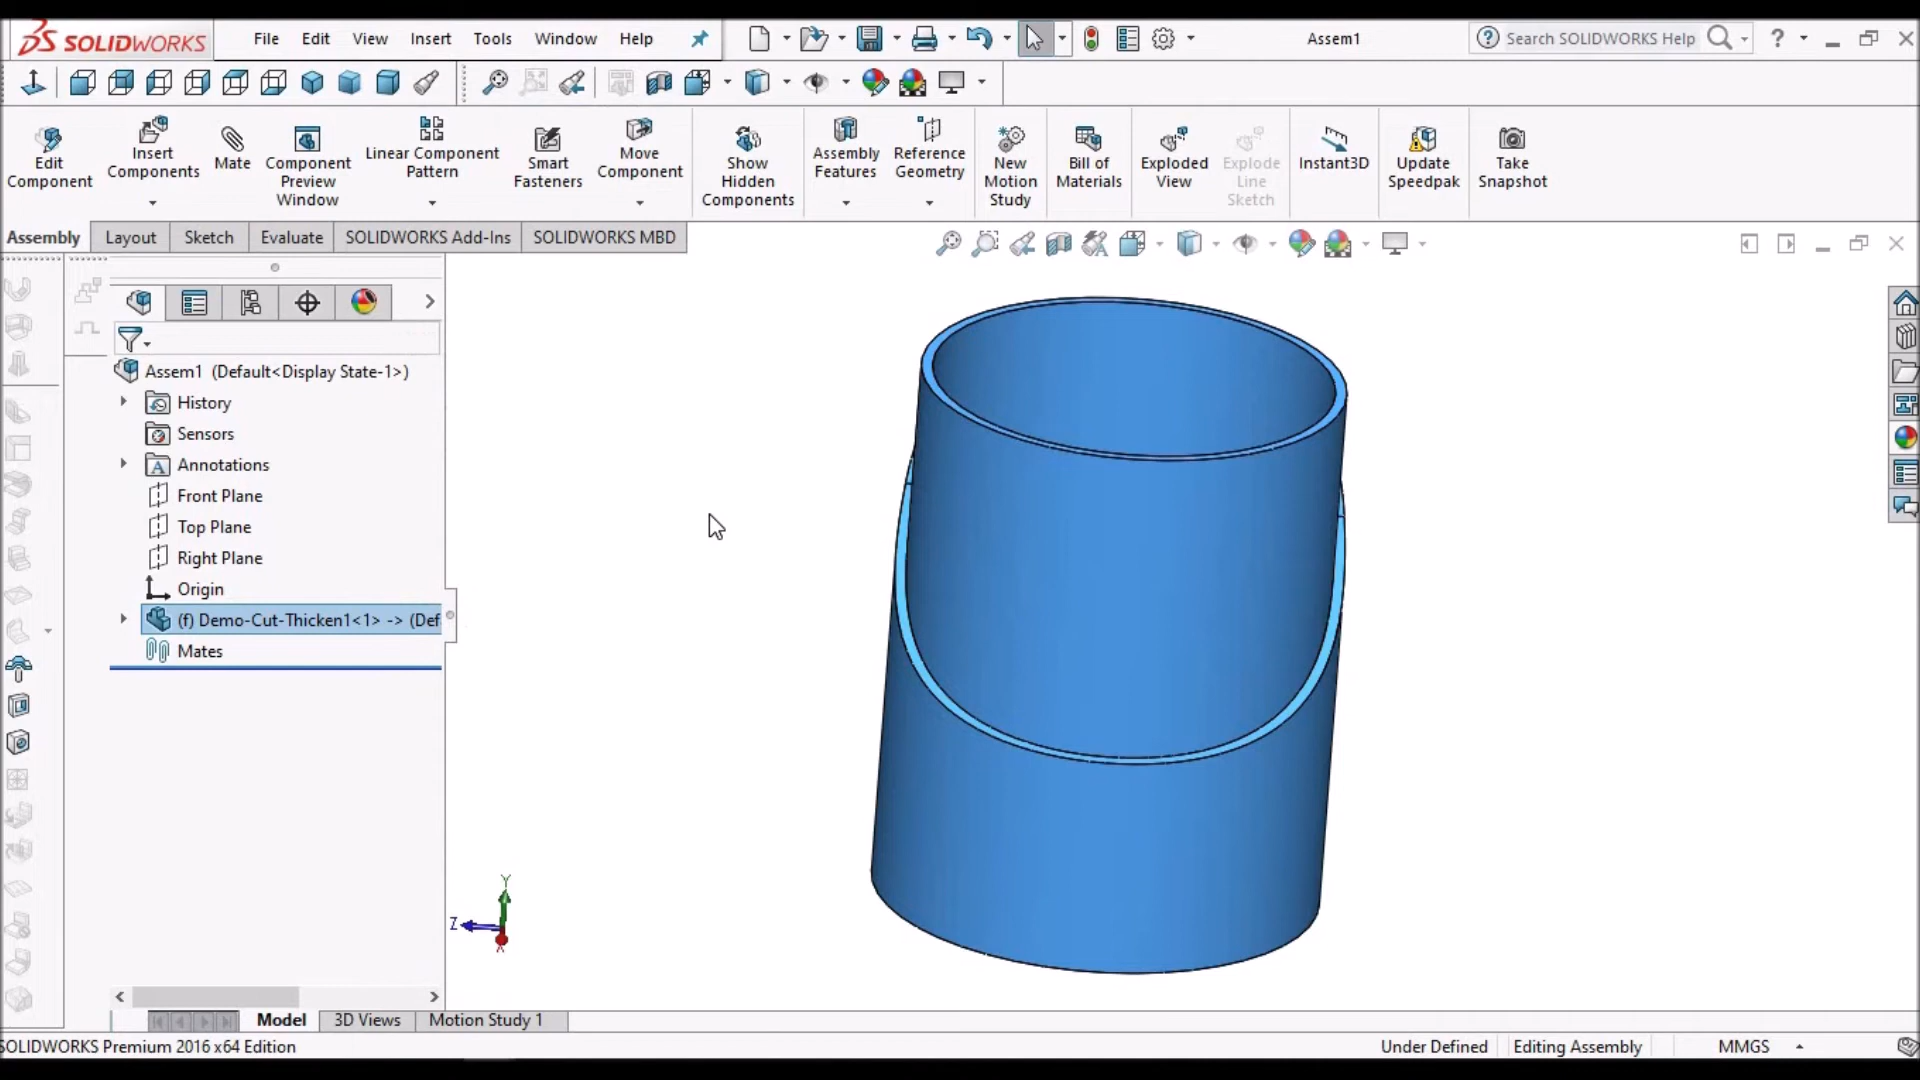 SOLIDWORKS File Edit View Insert Tools Window Help Assem1 Search SOLIDWORKS Help
Edit Component
Insert Components
Mate
Component Preview Window
Linear Component Pattern
Smart Fasteners
Move Component
Show Hidden Components
Assembly Features
Reference Geometry
New Motion Study
Bill of Materials
Exploded View
Explode Line Sketch
Instant3D
Update Speedpak
Take Snapshot
Assembly Layout Sketch Evaluate SOLIDWORKS Add-Ins SOLIDWORKS MBD
Assem1 (Default<Display State-1>)
History
Sensors
A Annotations
Front Plane
Top Plane
Right Plane
Origin
(f) Demo-Cut-Thicken1<1> -> (Def
Mates
Y
Z
X
Model 3D Views Motion Study 1
SOLIDWORKS Premium 2016 x64 Edition Under Defined Editing Assembly MMGS